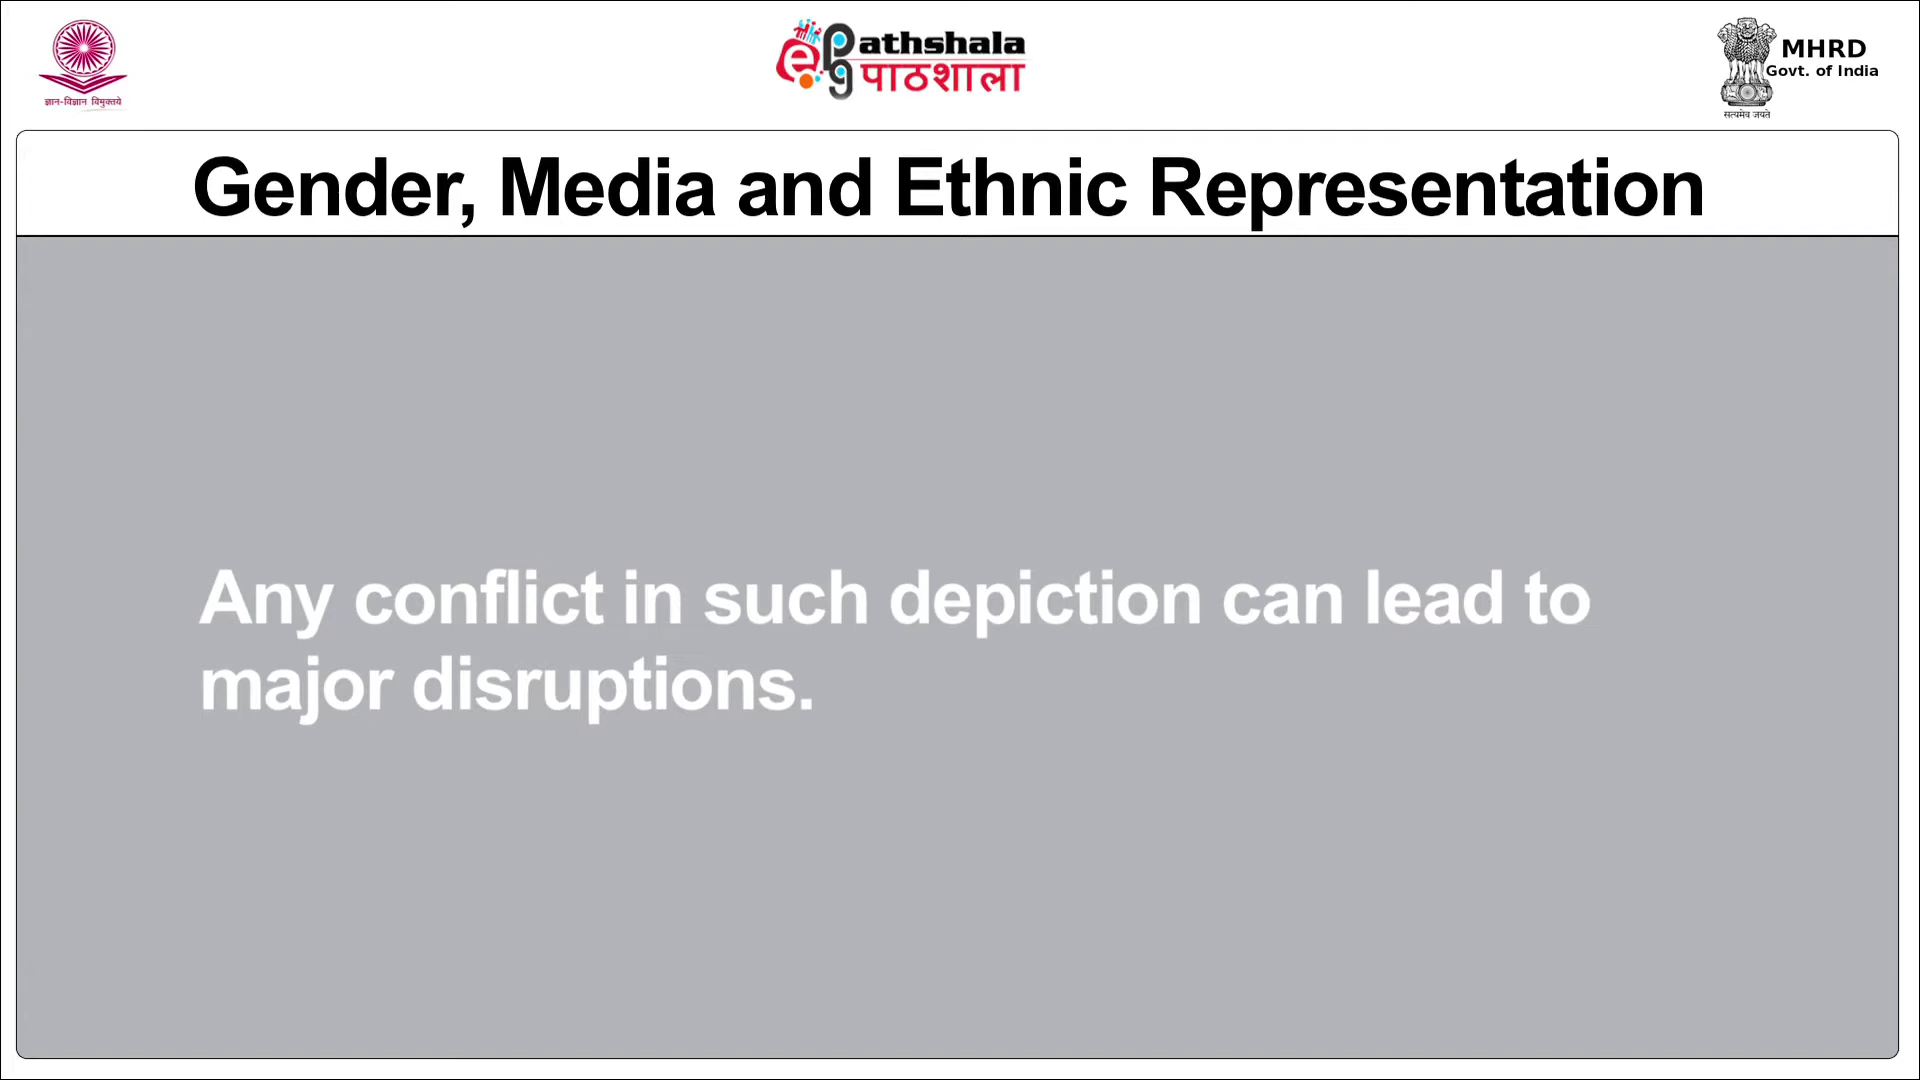 ज्ञान-विज्ञान विमुक्तये
ePG athshala
पाठशाला
सत्यमेव जयते
MHRD
Govt. of India
Gender, Media and Ethnic Representation
Any conflict in such depiction can lead to
major disruptions.